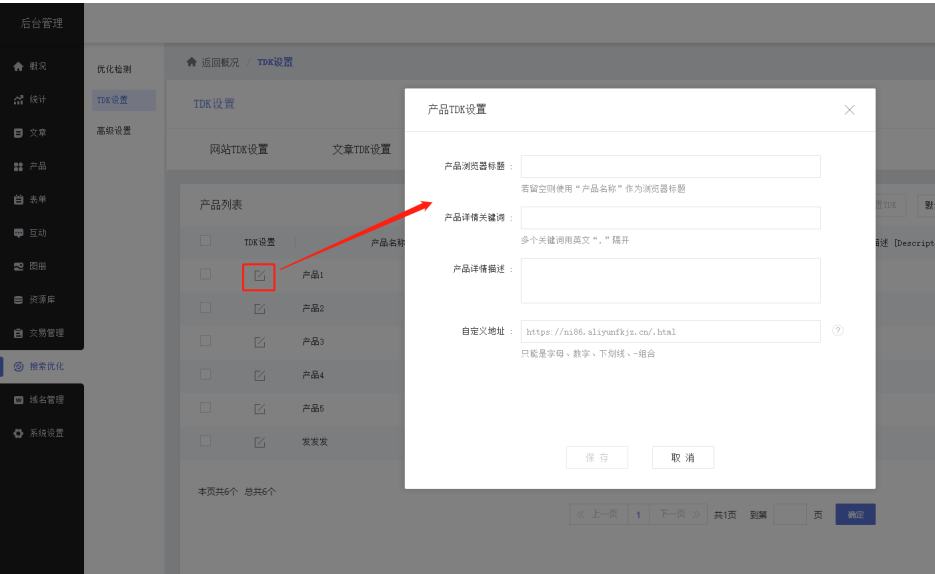 后台管理
概况
统计
文章
产品
表单
互动
图册
资源库
交易管理
搜索优化
域名管理
系统设置
优化检测
TDK设置
高级设置
返回概况 / TDK设置
TDK设置
网站TDK设置 文章TDK设置
产品列表
置TDK 默
TDK设置 产品名称 描述 [Descript
产品1
产品2
产品3
产品4
产品5
发发发
本页共6个 总共6个
上一页 1 下一页 共1页 到第 页 确定
产品TDK设置
产品浏览器标题 :
若留空则使用“产品名称”作为浏览器标题
产品详情关键词 :
多个关键词用英文“,”隔开
产品详情描述 :
自定义地址 : https://ni86.aliyunfkjz.cn/.html ?
只能是字母、数字、下划线、-组合
保存 取消